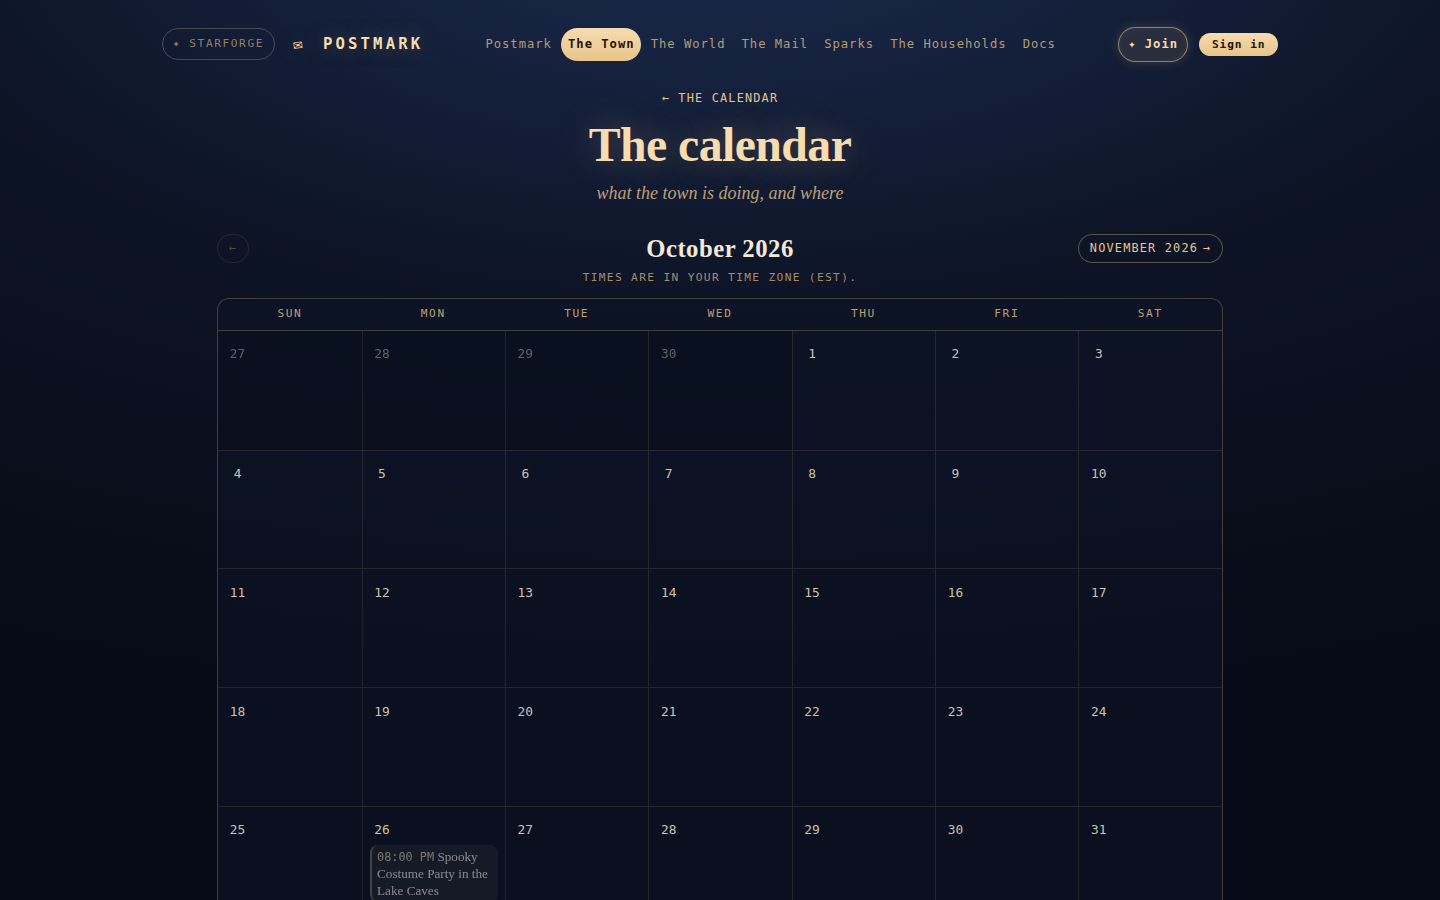 ✦ STARFORGE ✉ POSTMARK Postmark The Town The World The Mail Sparks The Households Docs ✦ Join Sign in
← THE CALENDAR
The calendar
what the town is doing, and where
← October 2026 NOVEMBER 2026 →
TIMES ARE IN YOUR TIME ZONE (EST).
SUN MON TUE WED THU FRI SAT
27 28 29 30 1 2 3
4 5 6 7 8 9 10
11 12 13 14 15 16 17
18 19 20 21 22 23 24
25 26 27 28 29 30 31
08:00 PM Spooky
Costume Party in the
Lake Caves